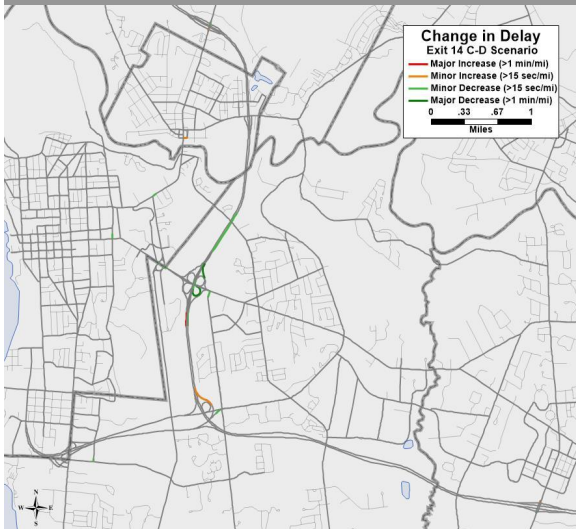 Change in Delay
Exit 14 C-D Scenario
Major Increase (>1 min/mi)
Minor Increase (>15 sec/mi)
Minor Decrease (>15 sec/mi)
Major Decrease (>1 min/mi)
0 .33 .67 1
Miles
N
W E
S